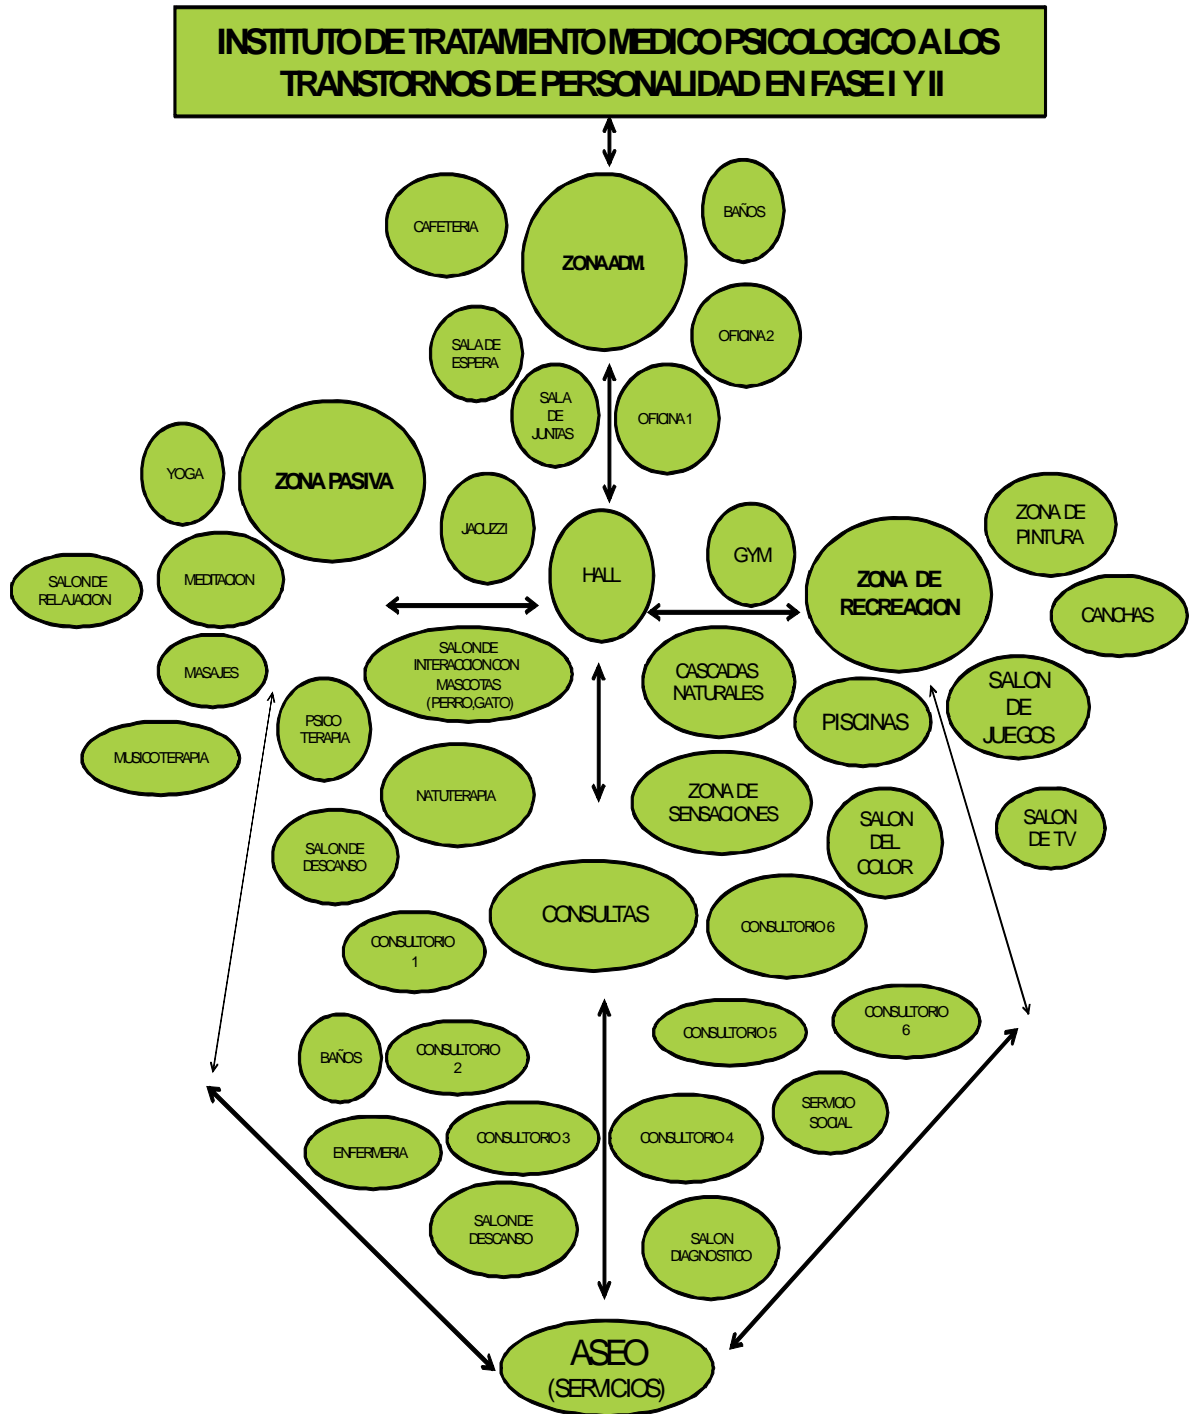 INSTITUTO DE TRATAMIENTO MEDICO PSICOLOGICO A LOS
TRANSTORNOS DE PERSONALIDAD EN FASE I Y II
CAFETERIA
BAÑOS
ZONA ADM.
SALA DE
ESPERA
OFICINA 2
SALA
DE
JUNTAS
OFICINA 1
YOGA
ZONA PASIVA
JACUZZI
HALL
GYM
ZONA DE
RECREACION
ZONA DE
PINTURA
SALON DE
RELAJACION
MEDITACION
CANCHAS
MASAJES
SALON DE
INTERACCION CON
MASCOTAS
(PERRO,GATO)
CASCADAS
NATURALES
PISCINAS
SALON
DE
JUEGOS
MUSICOTERAPIA
PSICO
TERAPIA
NATUTERAPIA
ZONA DE
SENSACIONES
SALON
DEL
COLOR
SALON
DE TV
SALON DE
DESCANSO
CONSULTAS
CONSULTORIO
1
CONSULTORIO 6
BAÑOS
CONSULTORIO
2
CONSULTORIO 5
CONSULTORIO
6
ENFERMERIA
CONSULTORIO 3
CONSULTORIO 4
SERVICIO
SOCIAL
SALON DE
DESCANSO
SALON
DIAGNOSTICO
ASEO
(SERVICIOS)